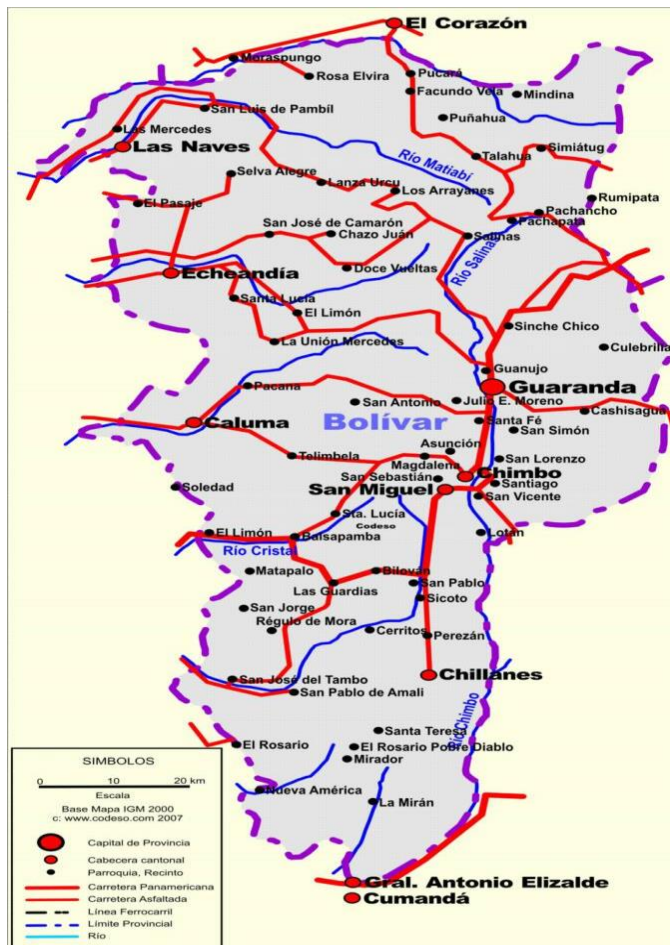 El Corazón
Moraspungo
Rosa Elvira
Pucará
Facundo Vela
Mindina
San Luis de Pambíl
Puñahua
Las Mercedes
Las Naves
Río Matiabí
Talahua
Simiátug
Selva Alegre
Lanza Urcu
Los Arrayanes
El Pasaje
Rumipata
Pachancho
Pachapata
San José de Camarón
Chazo Juán
Salinas
Río Salinas
Echeandía
Doce Vueltas
Santa Lucía
El Limón
Sinche Chico
La Unión Mercedes
Culebrilla
Guanujo
Guaranda
Pacana
San Antonio
Julio E. Moreno
Cashisagua
Bolívar
Santa Fé
Caluma
San Simón
Asunción
Telimbela
Magdalena
San Lorenzo
San Sebastián
Chimbo
Santiago
Soledad
San Miguel
San Vicente
Sta. Lucía
Codeso
El Limón
Balsapamba
Lotan
Río Cristal
Matapalo
Bilován
Las Guardias
San Pablo
Sicoto
San Jorge
Régulo de Mora
Cerritos
Perezán
Chillanes
San José del Tambo
San Pablo de Amali
Río Chimbo
Santa Teresa
El Rosario
El Rosario Pobre Diablo
Mirador
Nueva América
La Mirán
Gral. Antonio Elizalde
Cumandá
SIMBOLOS
0 10 20 km
Escala
Base Mapa IGM 2000
c: www.codeso.com 2007
Capital de Provincia
Cabecera cantonal
Parroquia, Recinto
Carretera Panamericana
Carretera Asfaltada
Línea Ferrocarril
Límite Provincial
Río